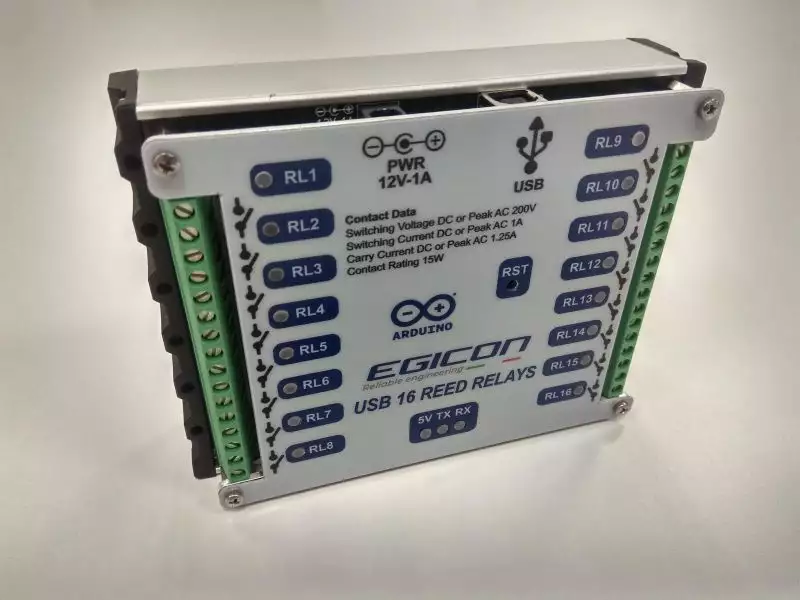 PWR
12V-1A
USB
RL1
RL2
RL3
RL4
RL5
RL6
RL7
RL8
Contact Data
Switching Voltage DC or Peak AC 200V
Switching Current DC or Peak AC 1A
Carry Current DC or Peak AC 1.25A
Contact Rating 15W
RST
ARDUINO
EGICON
Reliable engineering
USB 16 REED RELAYS
5V TX RX
RL9
RL10
RL11
RL12
RL13
RL14
RL15
RL16